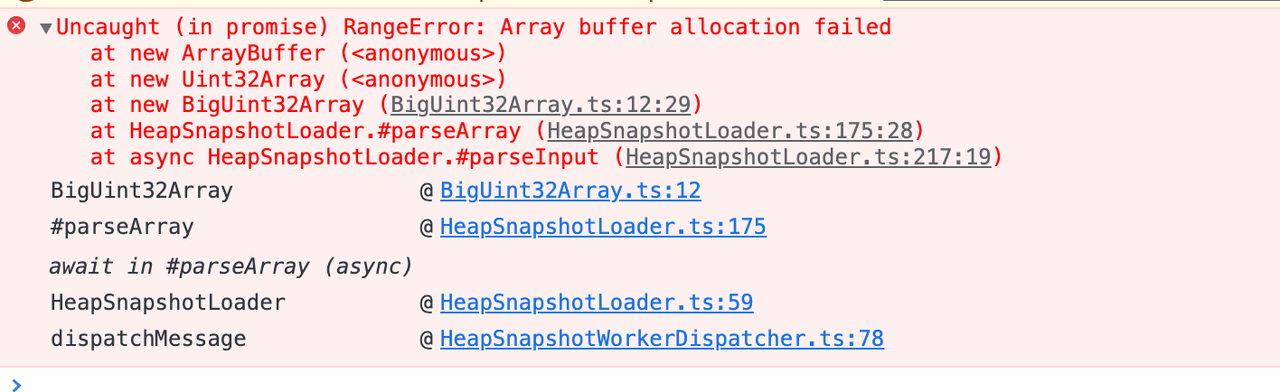 Uncaught (in promise) RangeError: Array buffer allocation failed
at new ArrayBuffer (<anonymous>)
at new Uint32Array (<anonymous>)
at new BigUint32Array (BigUint32Array.ts:12:29)
at HeapSnapshotLoader.#parseArray (HeapSnapshotLoader.ts:175:28)
at async HeapSnapshotLoader.#parseInput (HeapSnapshotLoader.ts:217:19)
BigUint32Array @ BigUint32Array.ts:12
#parseArray @ HeapSnapshotLoader.ts:175
await in #parseArray (async)
HeapSnapshotLoader @ HeapSnapshotLoader.ts:59
dispatchMessage @ HeapSnapshotWorkerDispatcher.ts:78